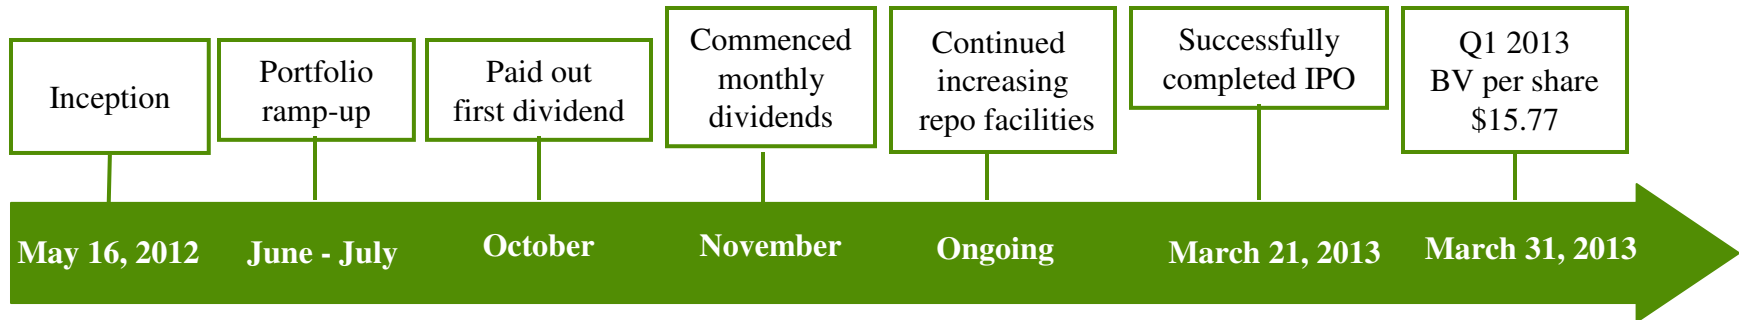 Inception
Portfolio
ramp-up
Paid out
first dividend
Commenced
monthly
dividends
Continued
increasing
repo facilities
Successfully
completed IPO
Q1 2013
BV per share
$15.77
May 16, 2012
June - July
October
November
Ongoing
March 21, 2013
March 31, 2013